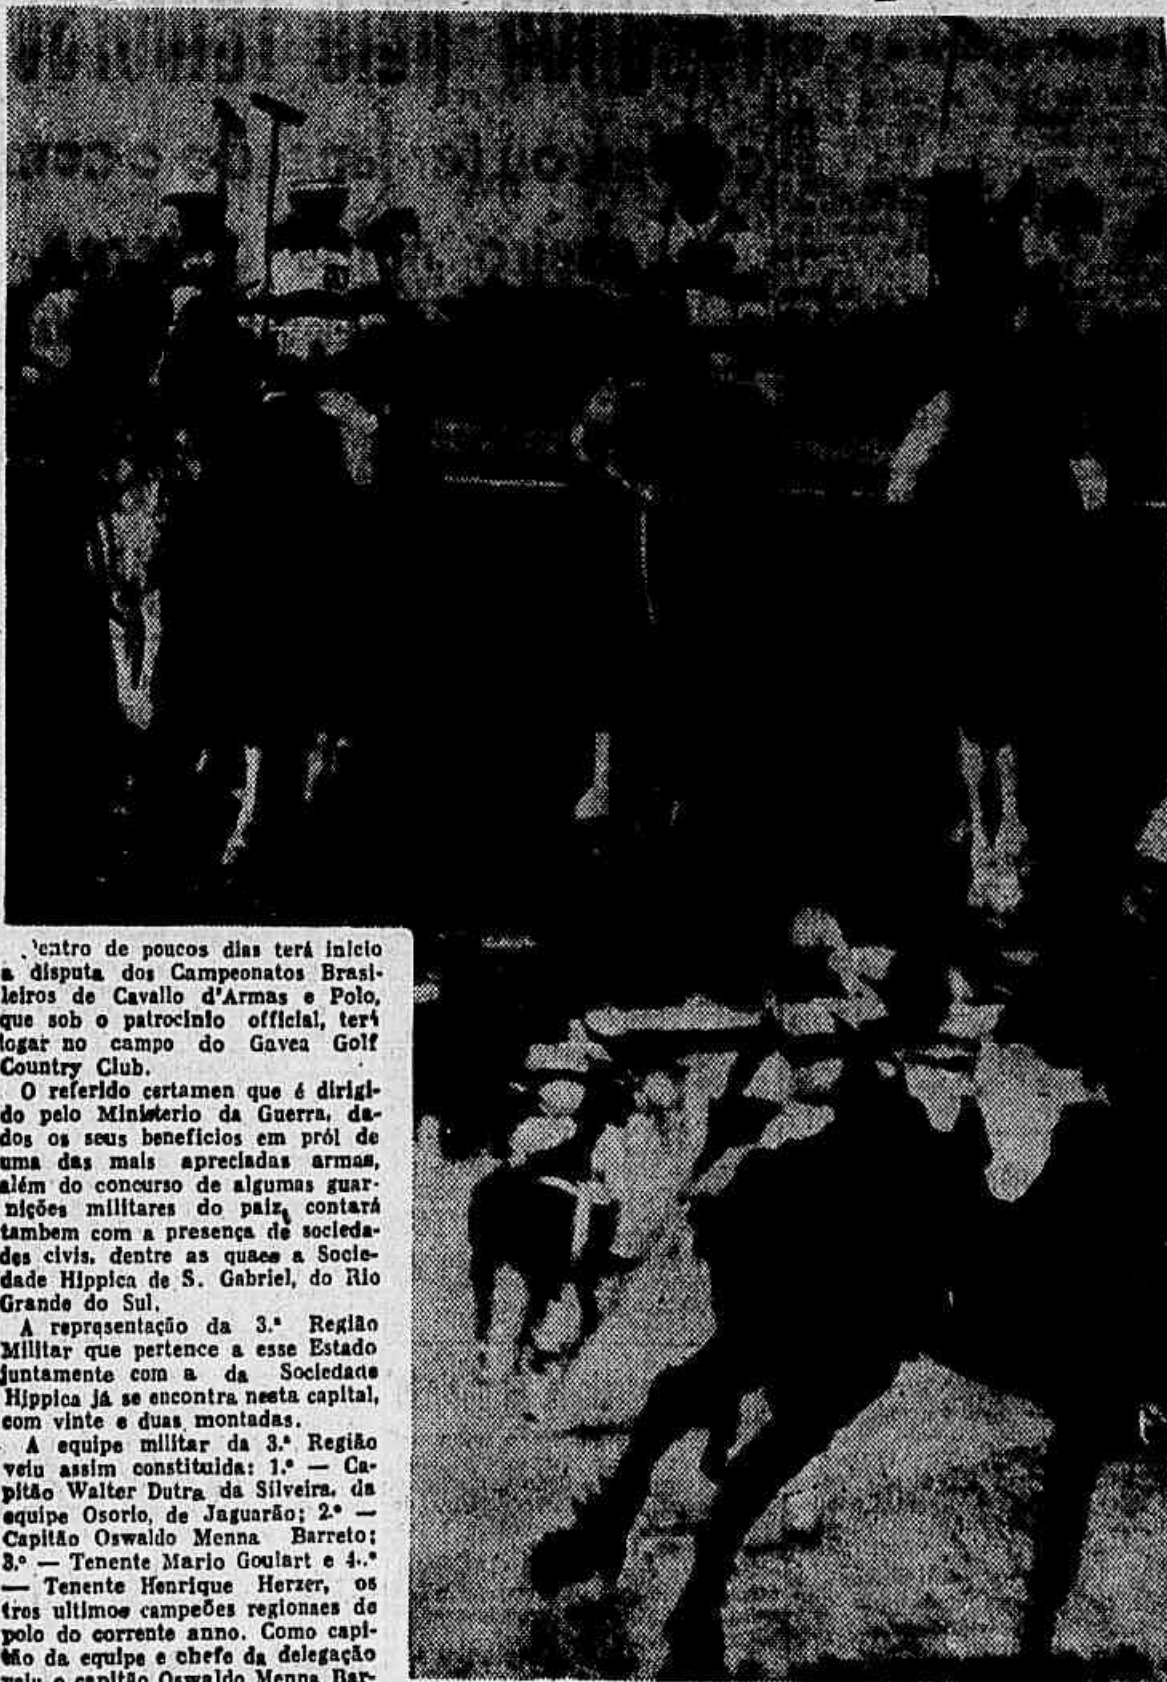 'entro de poucos dias terá inicio
a disputa dos Campeonatos Brasi-
leiros de Cavallo d'Armas e Polo,
que sob o patrocinio official, terá
logar no campo do Gavea Golf
Country Club.
O referido certamen que é dirigi-
do pelo Ministerio da Guerra, da-
dos os seus beneficios em pról de
uma das mais apreciadas armas,
além do concurso de algumas guar-
nições militares do paiz, contará
tambem com a presença de socieda-
des civis, dentre as quaes a Socie-
dade Hippica de S. Gabriel, do Rio
Grande do Sul.
A representação da 3.ª Região
Militar que pertence a esse Estado
juntamente com a da Sociedade
Hippica já se encontra nesta capital,
com vinte e duas montadas.
A equipe militar da 3.ª Região
veiu assim constituida: 1.º — Ca-
pitão Walter Dutra da Silveira, da
equipe Osorio, de Jaguarão; 2.º —
Capitão Oswaldo Menna Barreto;
3.º — Tenente Mario Goulart e 4.º
— Tenente Henrique Herzer, os
tres ultimos campeões regionaes de
polo do corrente anno. Como capi-
tão da equipe e chefe da delegação
veiu o capitão Oswaldo Menna Bar-